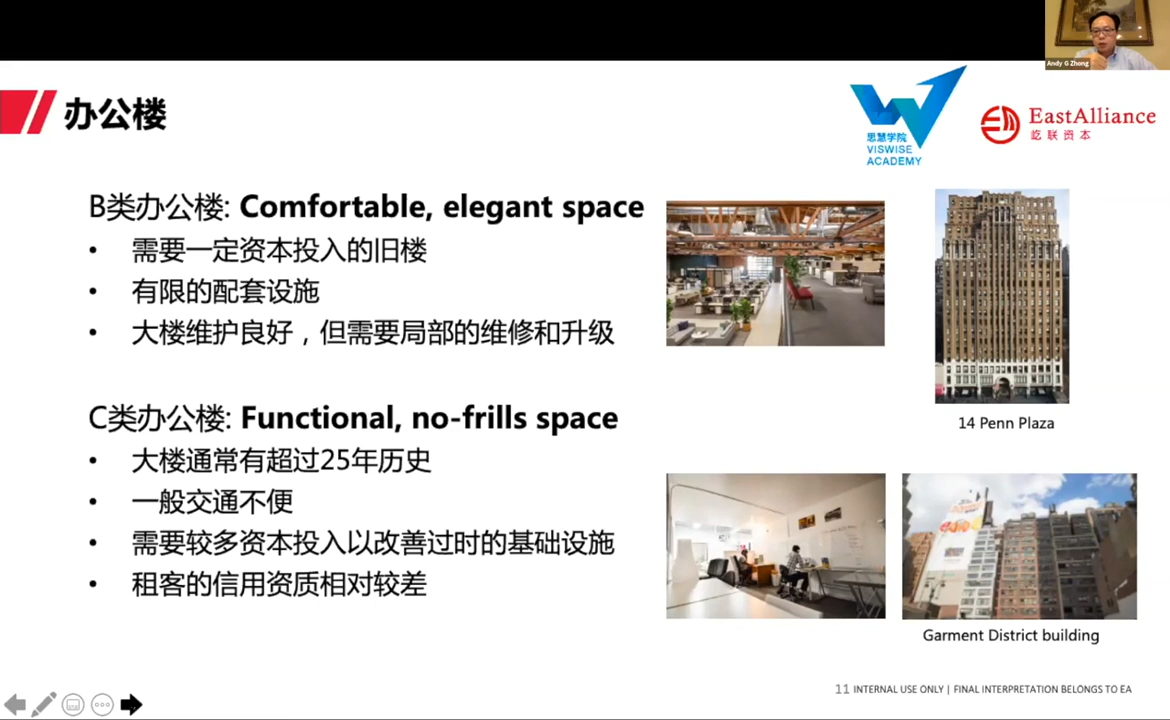 Andy G Zhong
办公楼
思慧学院
VISWISE
ACADEMY
EastAlliance
屹联资本
B类办公楼: Comfortable, elegant space
• 需要一定资本投入的旧楼
• 有限的配套设施
• 大楼维护良好，但需要局部的维修和升级
14 Penn Plaza
C类办公楼: Functional, no-frills space
• 大楼通常有超过25年历史
• 一般交通不便
• 需要较多资本投入以改善过时的基础设施
• 租客的信用资质相对较差
Garment District building
11 INTERNAL USE ONLY | FINAL INTERPRETATION BELONGS TO EA